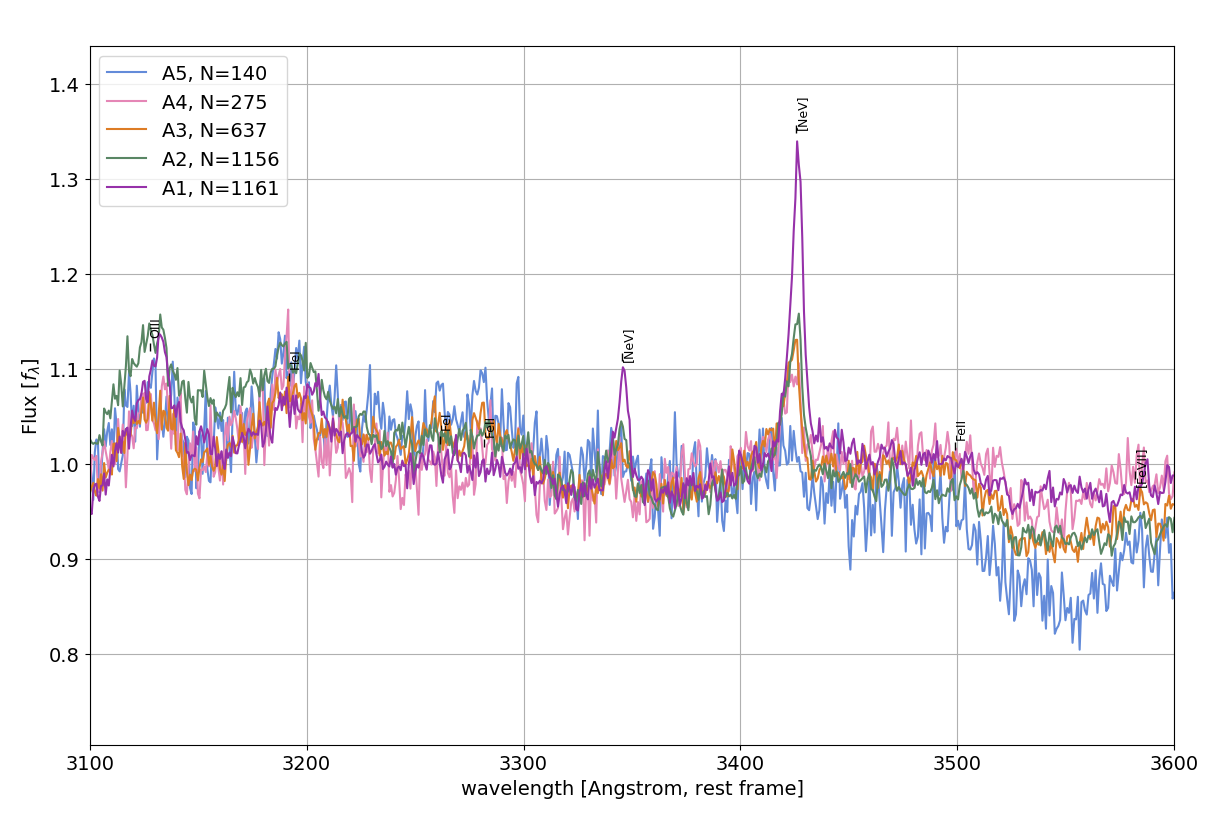 1.4
1.3
1.2
1.1
1.0
0.9
0.8
Flux [fλ]
A5, N=140
A4, N=275
A3, N=637
A2, N=1156
A1, N=1161
OIII
HeI
FeI
FeII
[NeV]
[NeV]
FeII
[FeVII]
3100
3200
3300
3400
3500
3600
wavelength [Angstrom, rest frame]